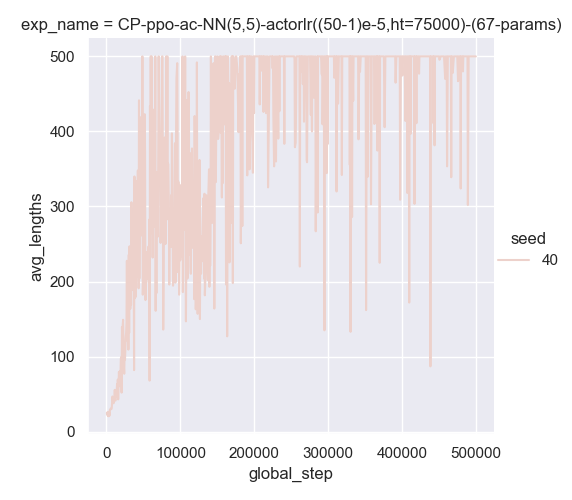 exp_name = CP-ppo-ac-NN(5,5)-actorlr((50-1)e-5,ht=75000)-(67-params)
500
400
300
200
100
0
avg_lengths
0 100000 200000 300000 400000 500000
global_step
seed
40